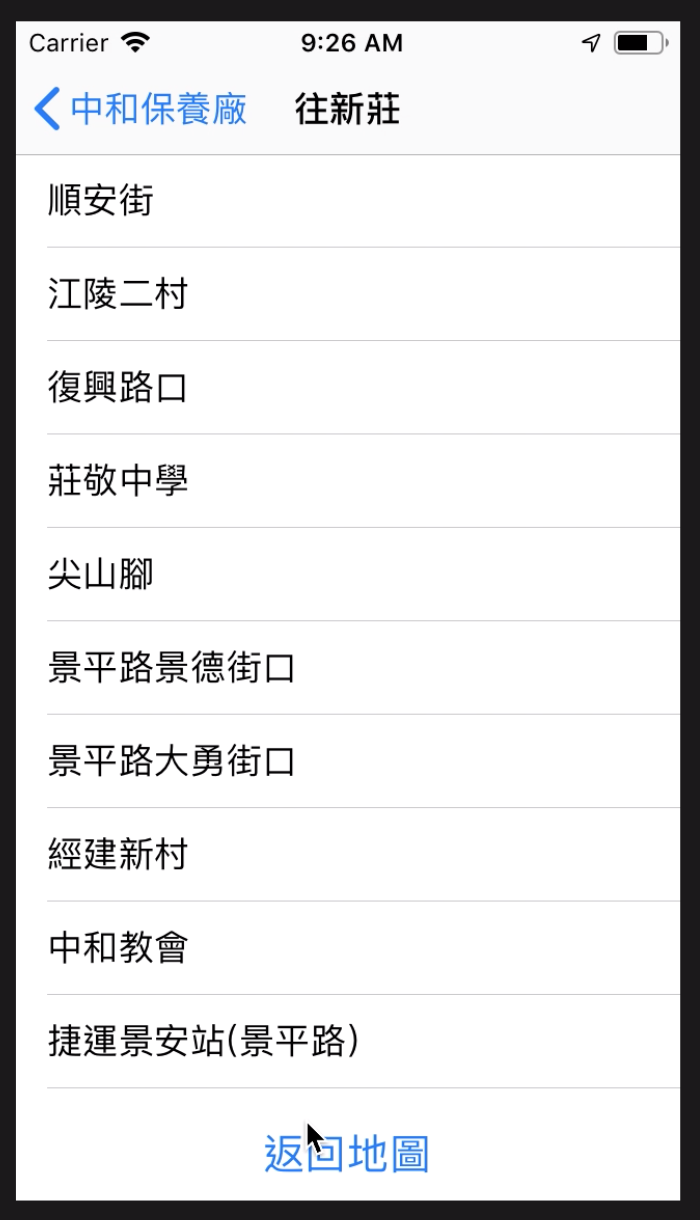 Carrier 9:26 AM
中和保養廠 往新莊
順安街
江陵二村
復興路口
莊敬中學
尖山腳
景平路景德街口
景平路大勇街口
經建新村
中和教會
捷運景安站(景平路)
返回地圖